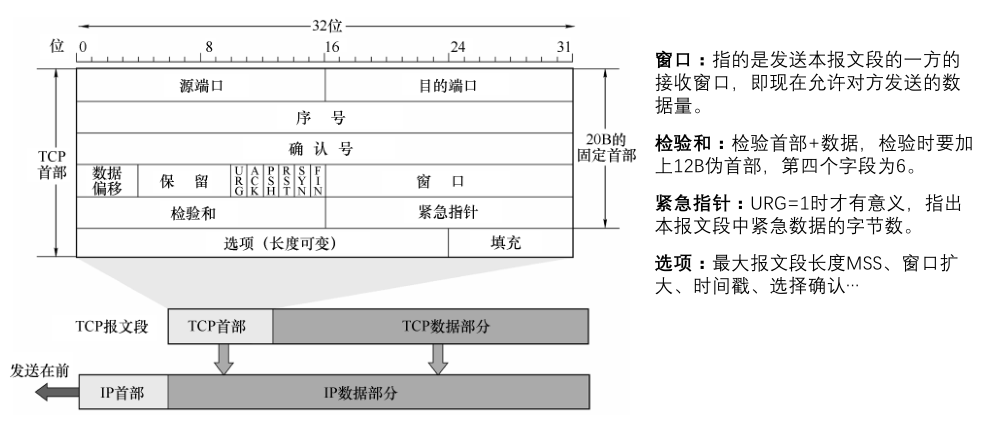 32位
位 0 8 16 24 31
源端口 目的端口
序 号
确 认 号
TCP
首部
20B的
固定首部
数据
偏移
保 留
URG
ACK
PSH
RST
SYN
FIN
窗 口
检验和 紧急指针
选项（长度可变） 填充
TCP报文段 TCP首部 TCP数据部分
发送在前
IP首部 IP数据部分
窗口：指的是发送本报文段的一方的
接收窗口，即现在允许对方发送的数
据量。
检验和：检验首部+数据，检验时要加
上12B伪首部，第四个字段为6。
紧急指针：URG=1时才有意义，指出
本报文段中紧急数据的字节数。
选项：最大报文段长度MSS、窗口扩
大、时间戳、选择确认…